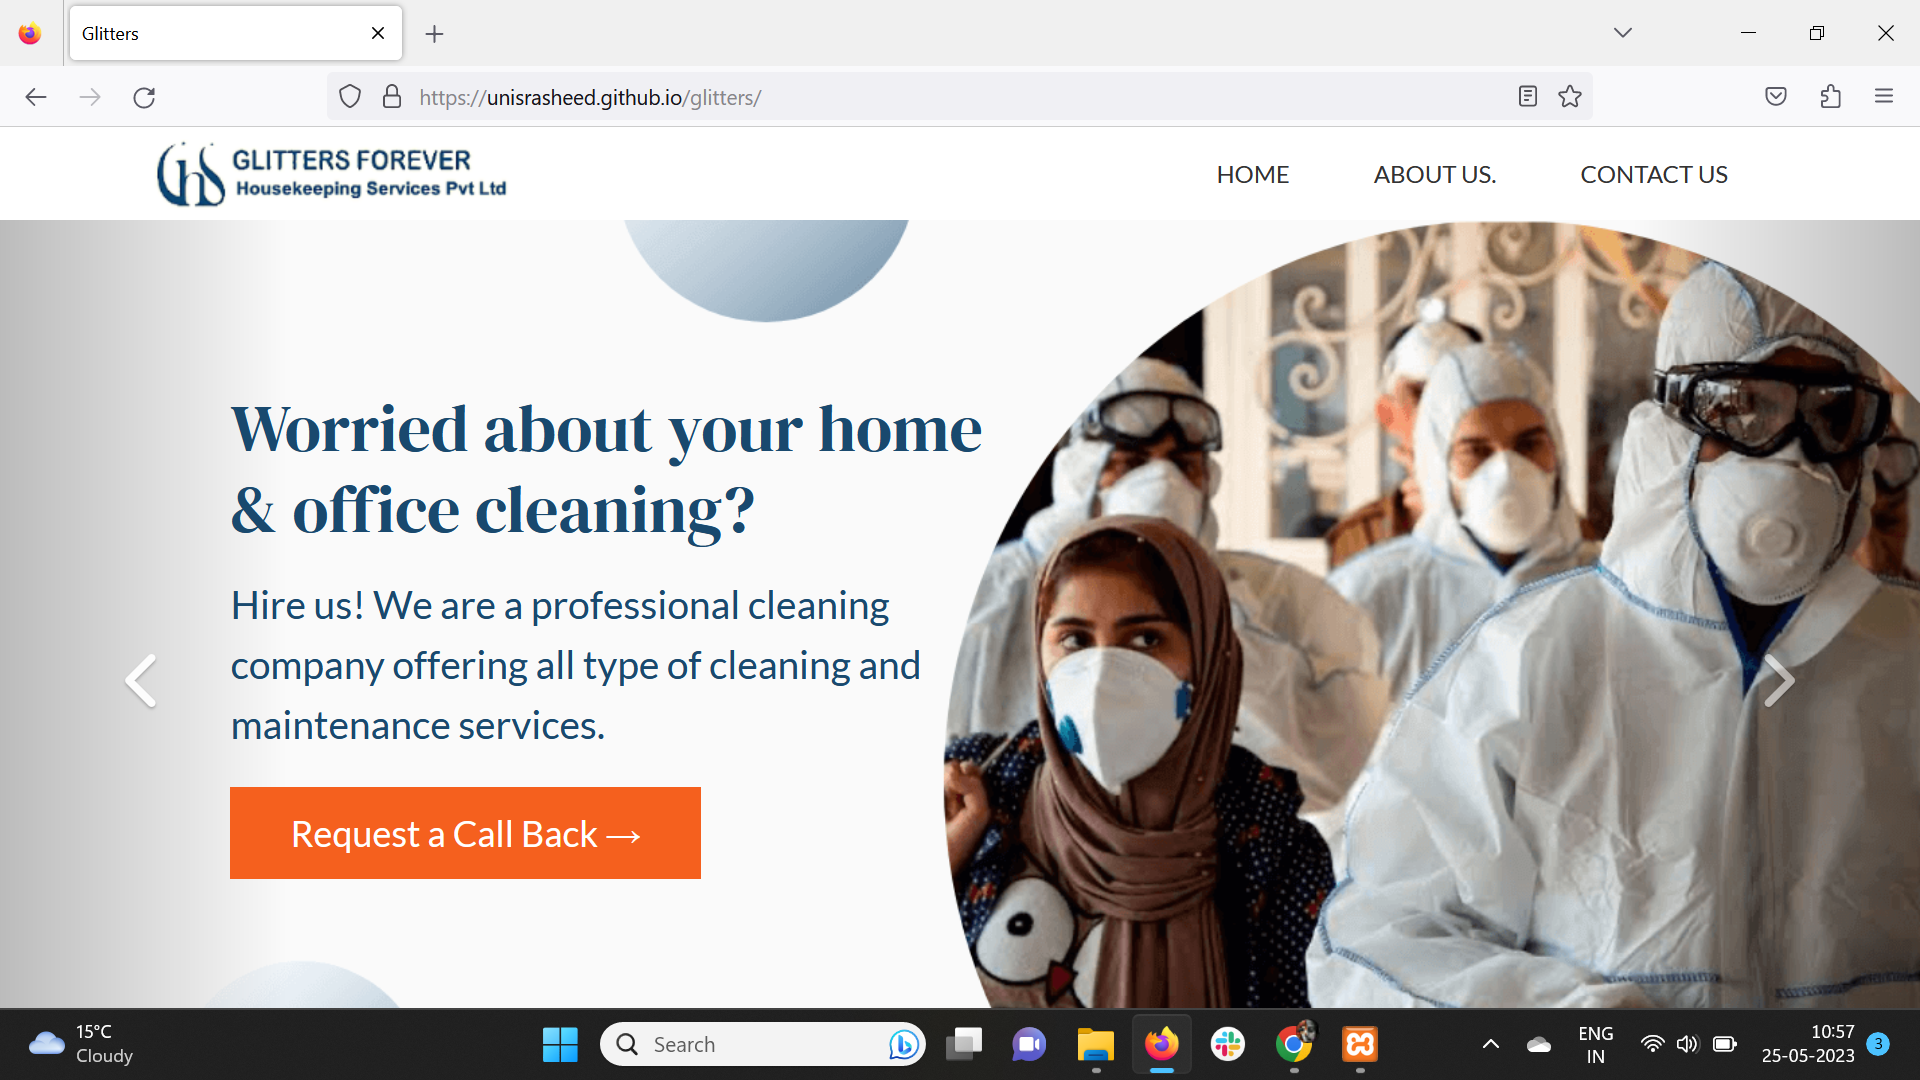 Glitters
https://unisrasheed.github.io/glitters/
GLITTERS FOREVER
Housekeeping Services Pvt Ltd
HOME
ABOUT US.
CONTACT US
Worried about your home
& office cleaning?
Hire us! We are a professional cleaning
company offering all type of cleaning and
maintenance services.
Request a Call Back →
15°C
Cloudy
Search
ENG
IN
10:57
25-05-2023
3